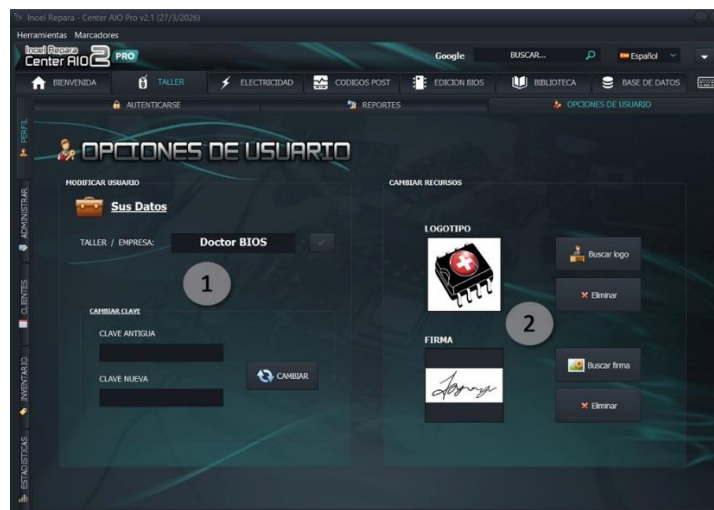 Inoel Repara - Center AIO Pro v2.1 (27/3/2026)
Herramientas Marcadores
Inoel Repara
Center AIO 2 PRO
Google BUSCAR... Español
BIENVENIDA TALLER ELECTRICIDAD CODIGOS POST EDICION BIOS BIBLIOTECA BASE DE DATOS
AUTENTICARSE REPORTES OPCIONES DE USUARIO
PERFIL
ADMINISTRAR
CLIENTES
INVENTARIO
ESTADISTICAS
OPCIONES DE USUARIO
MODIFICAR USUARIO
Sus Datos
TALLER / EMPRESA: Doctor BIOS
1
CAMBIAR CLAVE
CLAVE ANTIGUA
CLAVE NUEVA
CAMBIAR
CAMBIAR RECURSOS
LOGOTIPO
Buscar logo
Eliminar
2
FIRMA
Buscar firma
Eliminar